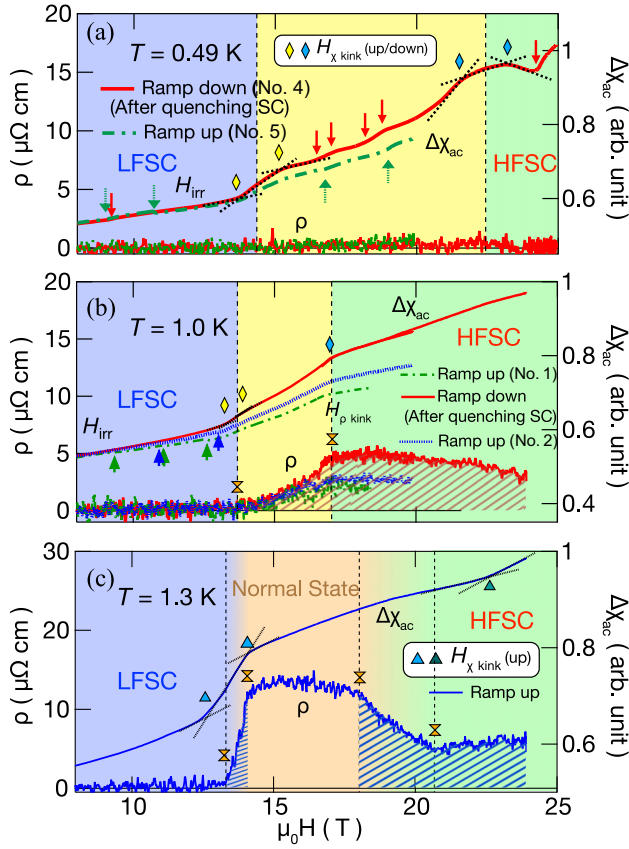 (a)
T = 0.49 K
H_χ kink (up/down)
Ramp down (No. 4)
(After quenching SC)
Ramp up (No. 5)
LFSC
H_irr
Δχ_ac
HFSC
ρ
ρ (μΩ cm)
20
15
10
5
0
Δχ_ac (arb. unit)
1
0.8
0.6
(b)
T = 1.0 K
Δχ_ac
LFSC
HFSC
Ramp up (No. 1)
Ramp down
(After quenching SC)
Ramp up (No. 2)
H_irr
H_ρ kink
ρ
ρ (μΩ cm)
20
15
10
5
0
Δχ_ac (arb. unit)
1
0.8
0.6
0.4
(c)
Normal State
T = 1.3 K
Δχ_ac
LFSC
HFSC
H_χ kink (up)
Ramp up
ρ
ρ (μΩ cm)
30
20
10
0
Δχ_ac (arb. unit)
1
0.8
0.6
10
15
20
25
μ₀H (T)